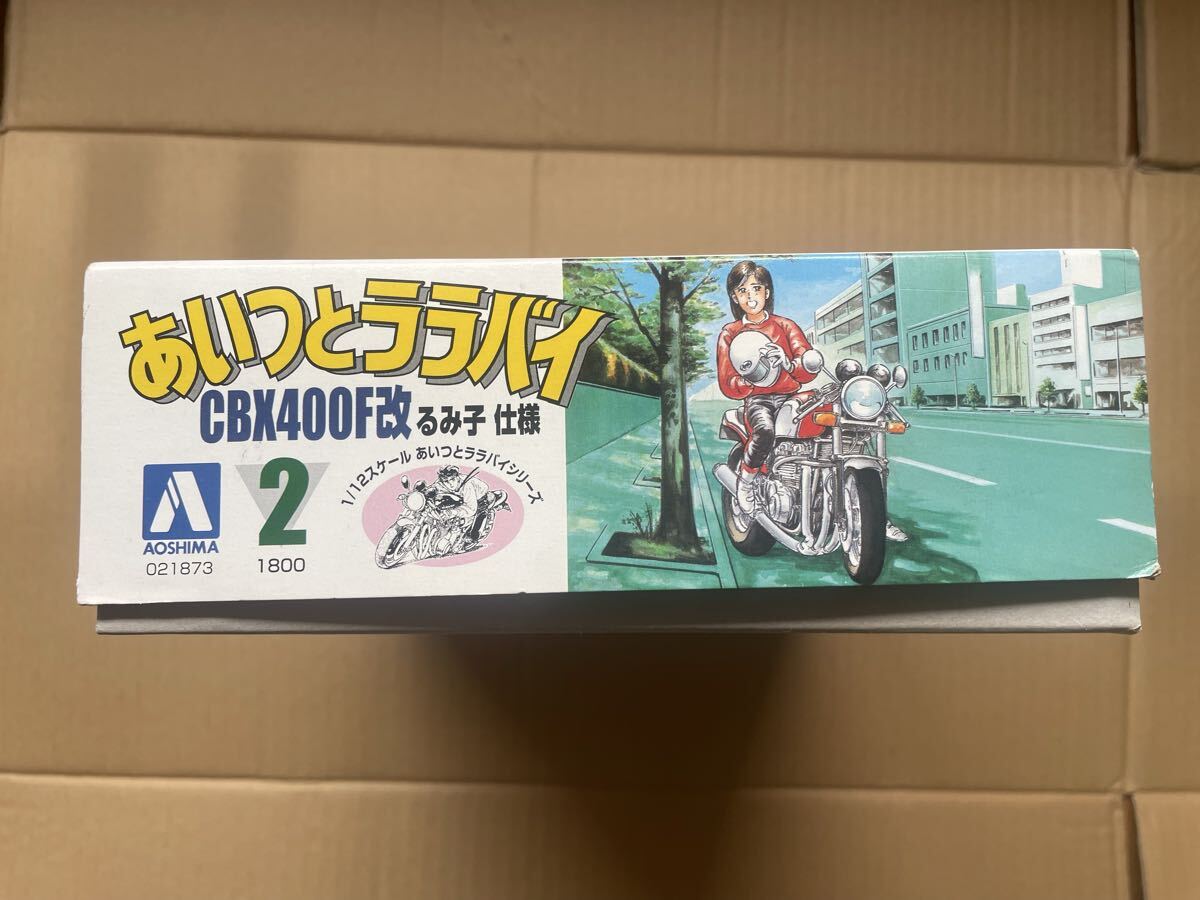 あいつとララバイ
CBX400F改 るみ子 仕様
1/12スケール あいつとララバイシリーズ
AOSHIMA
021873
2
1800